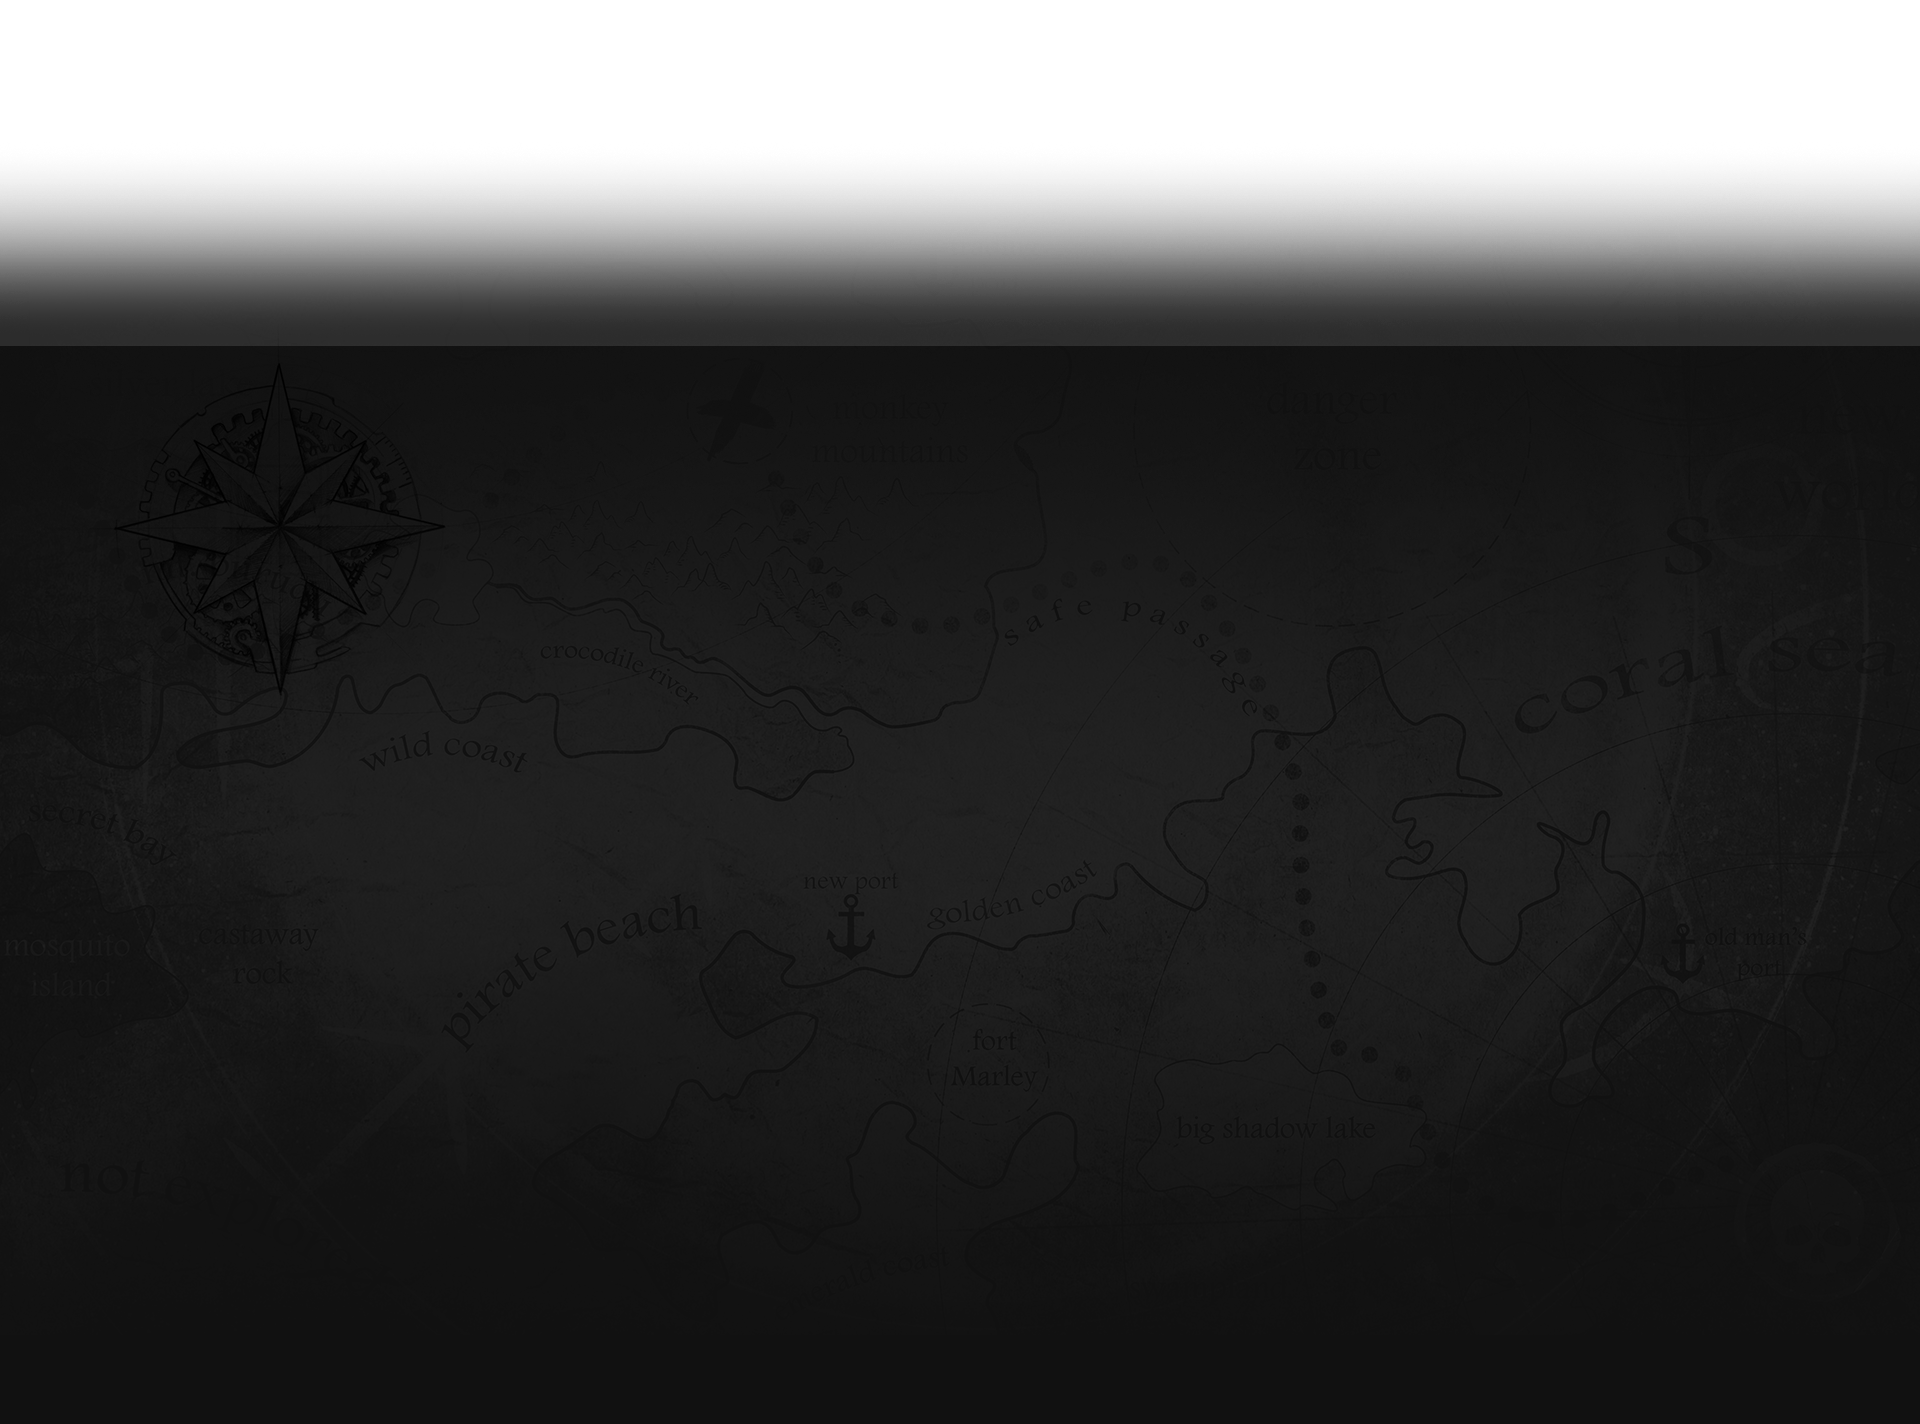 monkey
mountains
danger
zone
world
S
safe passage
crocodile river
coral sea
wild coast
secret bay
new port
golden coast
pirate beach
castaway
rock
mosquito
island
old man's
port
fort
Marley
big shadow lake
not